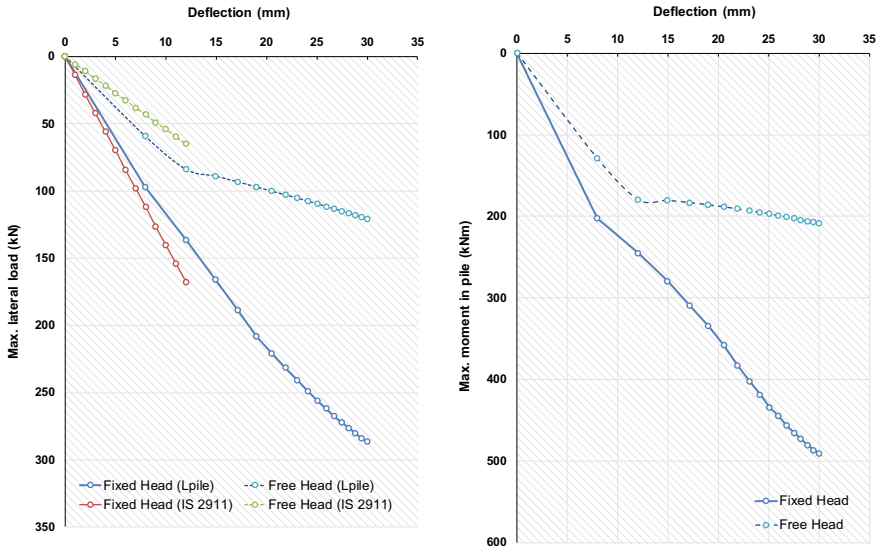 Deflection (mm)
0 5 10 15 20 25 30 35
0
50
100
150
200
250
300
350
Max. lateral load (kN)
Fixed Head (Lpile) Free Head (Lpile)
Fixed Head (IS 2911) Free Head (IS 2911)
Deflection (mm)
0 5 10 15 20 25 30 35
0
100
200
300
400
500
600
Max. moment in pile (kNm)
Fixed Head
Free Head